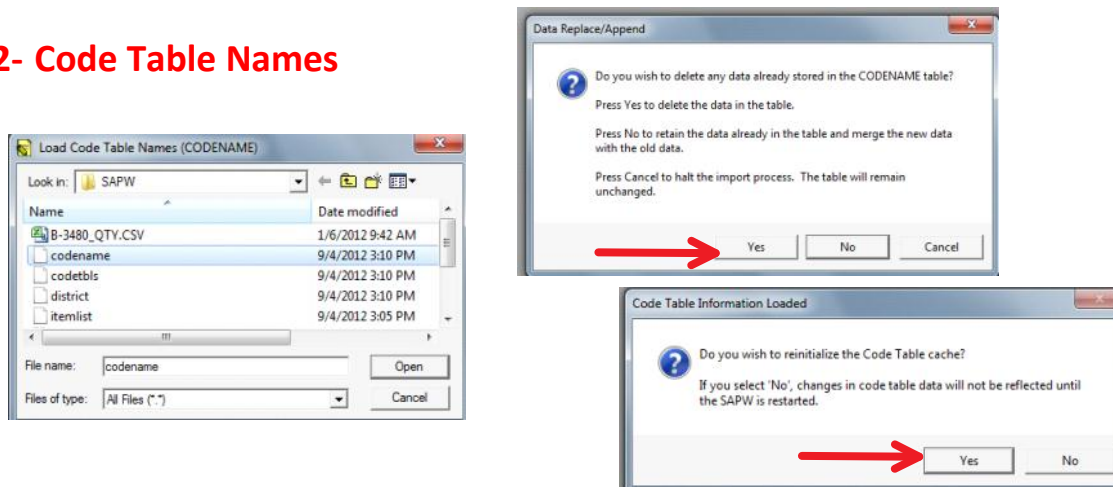 2- Code Table Names
Load Code Table Names (CODENAME)
Look in: SAPW
Name Date modified
B-3480_QTY.CSV 1/6/2012 9:42 AM
codename 9/4/2012 3:10 PM
codetbls 9/4/2012 3:10 PM
district 9/4/2012 3:10 PM
itemlist 9/4/2012 3:05 PM
File name: codename Open
Files of type: All Files (*.*) Cancel
Data Replace/Append
Do you wish to delete any data already stored in the CODENAME table?
Press Yes to delete the data in the table.
Press No to retain the data already in the table and merge the new data
with the old data.
Press Cancel to halt the import process. The table will remain
unchanged.
Yes No Cancel
Code Table Information Loaded
Do you wish to reinitialize the Code Table cache?
If you select 'No', changes in code table data will not be reflected until
the SAPW is restarted.
Yes No